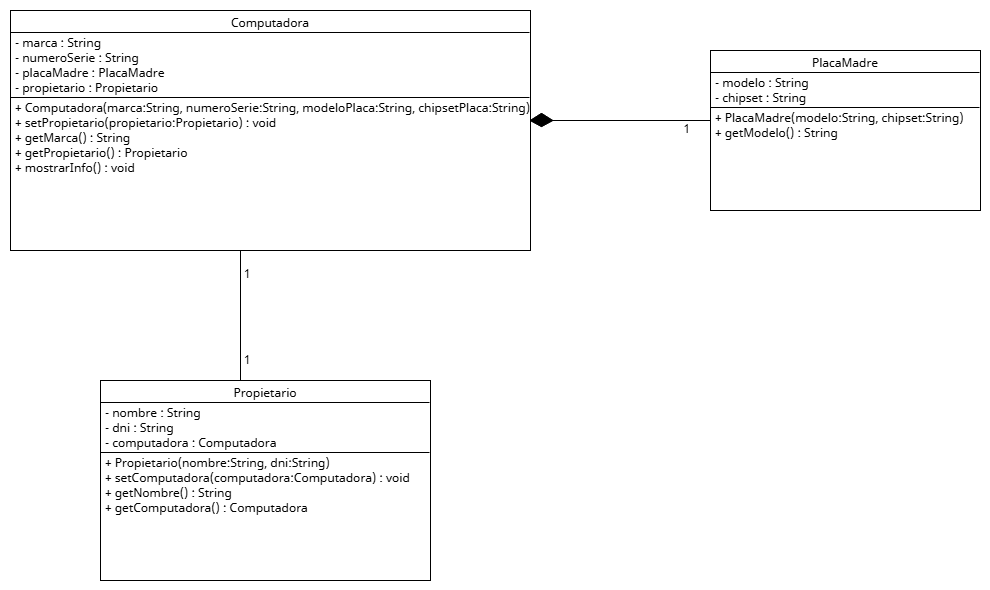 Computadora
- marca : String
- numeroSerie : String
- placaMadre : PlacaMadre
- propietario : Propietario
+ Computadora(marca:String, numeroSerie:String, modeloPlaca:String, chipsetPlaca:String)
+ setPropietario(propietario:Propietario) : void
+ getMarca() : String
+ getPropietario() : Propietario
+ mostrarInfo() : void
1
PlacaMadre
- modelo : String
- chipset : String
+ PlacaMadre(modelo:String, chipset:String)
+ getModelo() : String
1
1
Propietario
- nombre : String
- dni : String
- computadora : Computadora
+ Propietario(nombre:String, dni:String)
+ setComputadora(computadora:Computadora) : void
+ getNombre() : String
+ getComputadora() : Computadora